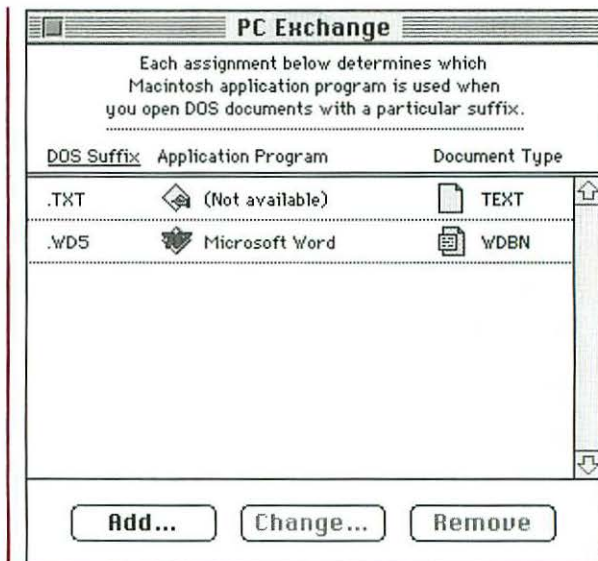 PC Exchange
Each assignment below determines which
Macintosh application program is used when
you open DOS documents with a particular suffix.
DOS Suffix Application Program Document Type
.TXT (Not available) TEXT
.WD5 Microsoft Word WDBN
Add... Change... Remove